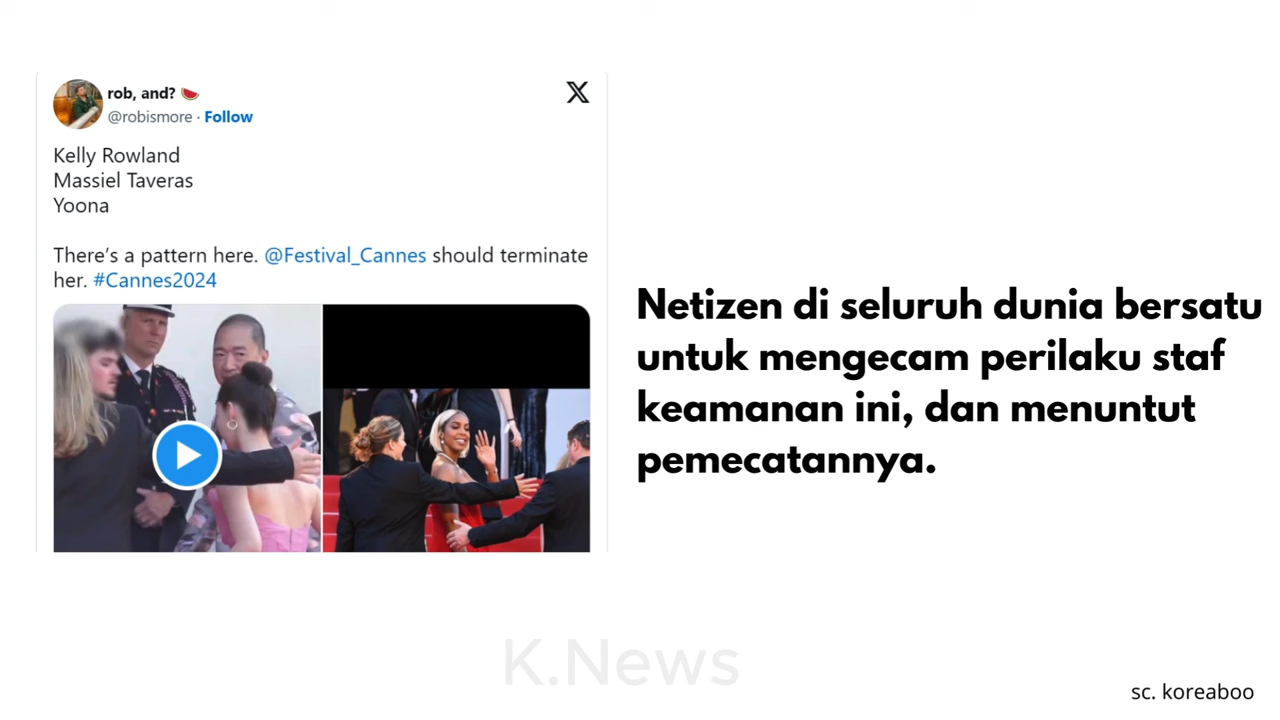 rob, and? 🍉
@robismore · Follow
Kelly Rowland
Massiel Taveras
Yoona
There's a pattern here. @Festival_Cannes should terminate
her. #Cannes2024
Netizen di seluruh dunia bersatu
untuk mengecam perilaku staf
keamanan ini, dan menuntut
pemecatannya.
K.News
sc. koreaboo